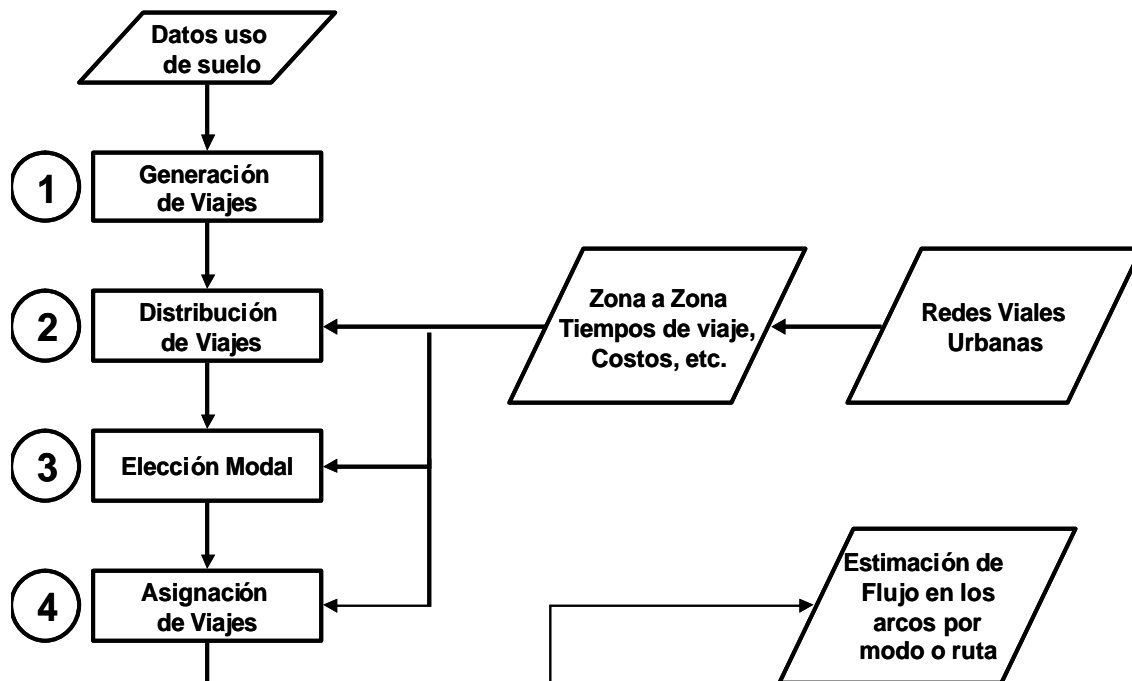 Datos uso
de suelo
1
Generación
de Viajes
2
Distribución
de Viajes
Zona a Zona
Tiempos de viaje,
Costos, etc.
Redes Viales
Urbanas
3
Elección Modal
4
Asignación
de Viajes
Estimación de
Flujo en los
arcos por
modo o ruta